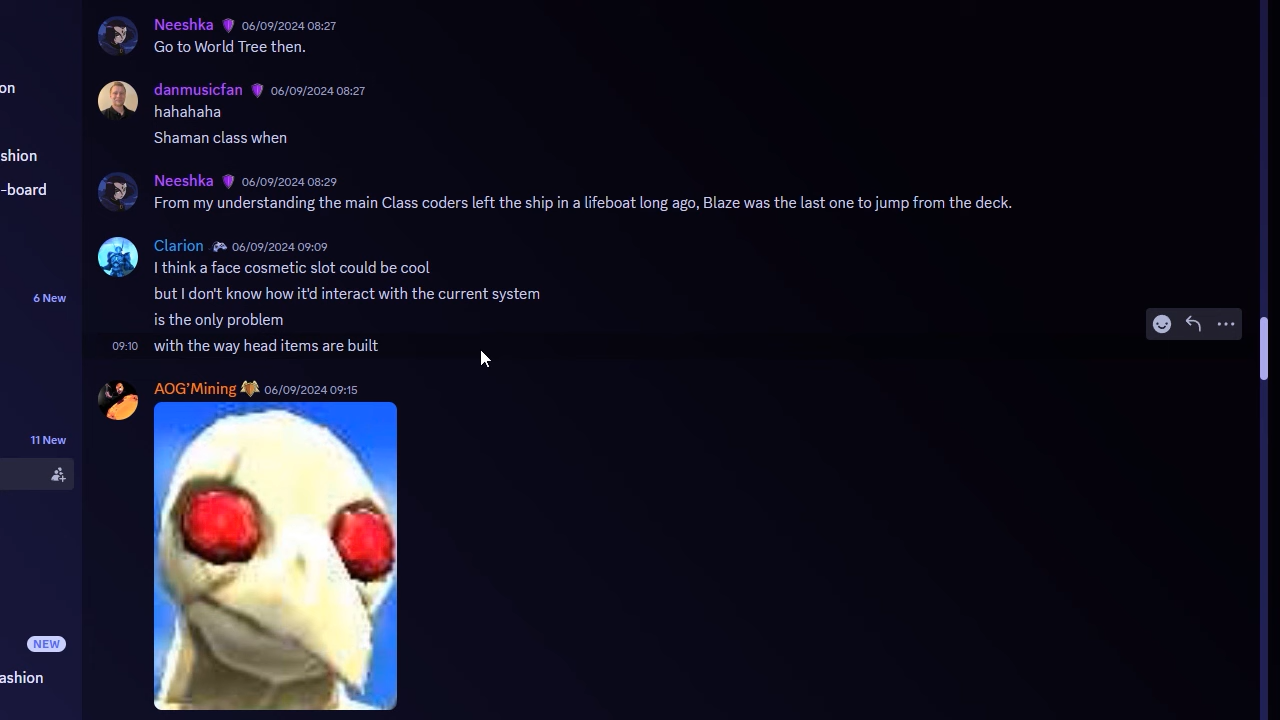 Neeshka 06/09/2024 08:27
Go to World Tree then.
on
danmusicfan 06/09/2024 08:27
hahahaha
Shaman class when
shion
-board
Neeshka 06/09/2024 08:29
From my understanding the main Class coders left the ship in a lifeboat long ago, Blaze was the last one to jump from the deck.
Clarion 06/09/2024 09:09
I think a face cosmetic slot could be cool
but I don't know how it'd interact with the current system
6 New
is the only problem
09:10 with the way head items are built
AOG'Mining 06/09/2024 09:15
11 New
NEW
ashion